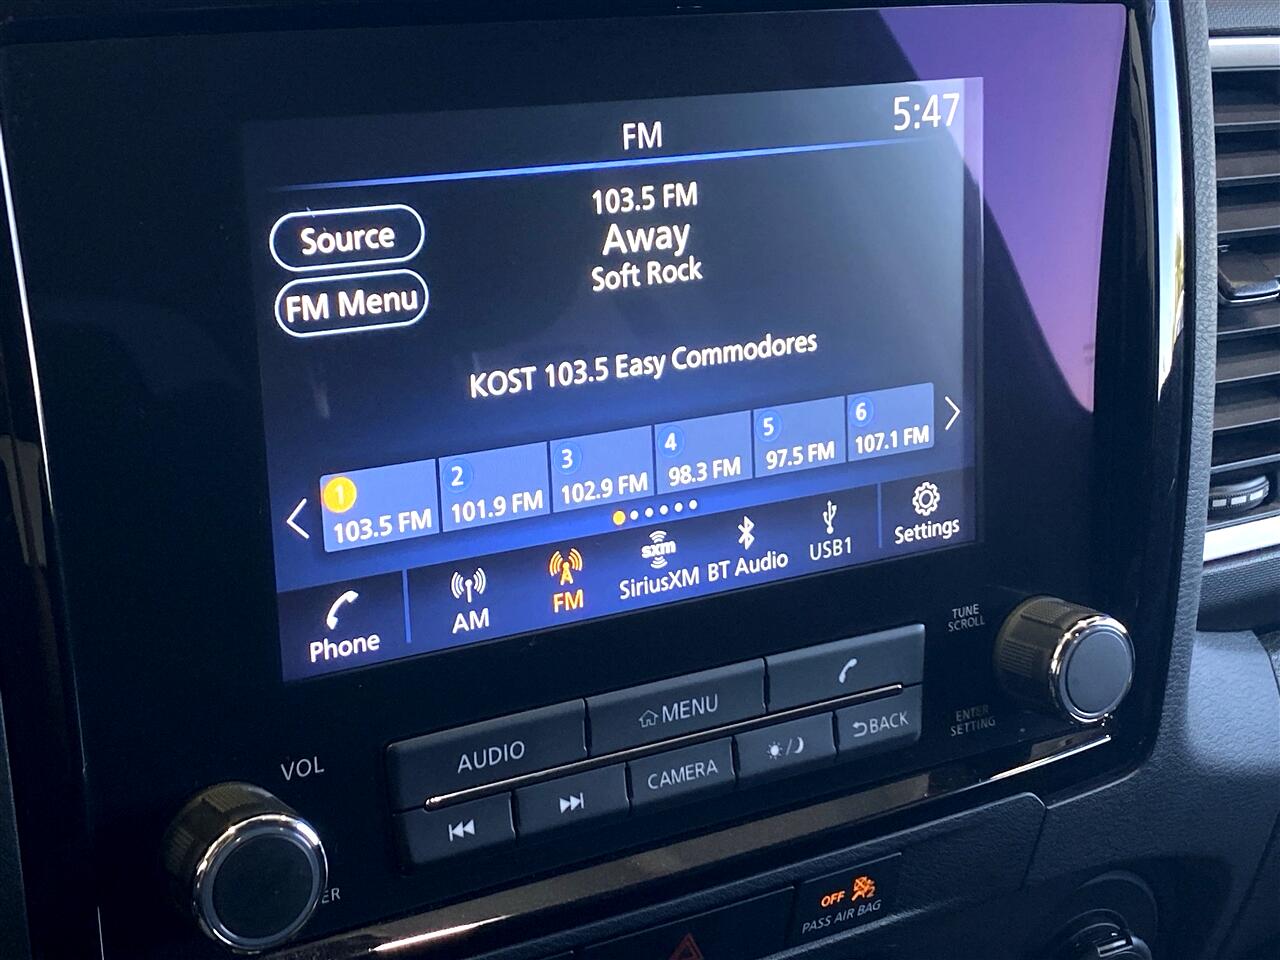 FM
5:47
103.5 FM
Away
Soft Rock
Source
FM Menu
KOST 103.5 Easy Commodores
1
103.5 FM
2
101.9 FM
3
102.9 FM
4
98.3 FM
5
97.5 FM
6
107.1 FM
Phone
AM
FM
sxm
SiriusXM
BT Audio
USB1
Settings
TUNE
SCROLL
VOL
AUDIO
MENU
CAMERA
BACK
ENTER
SETTING
ER
OFF
2
PASS AIR BAG